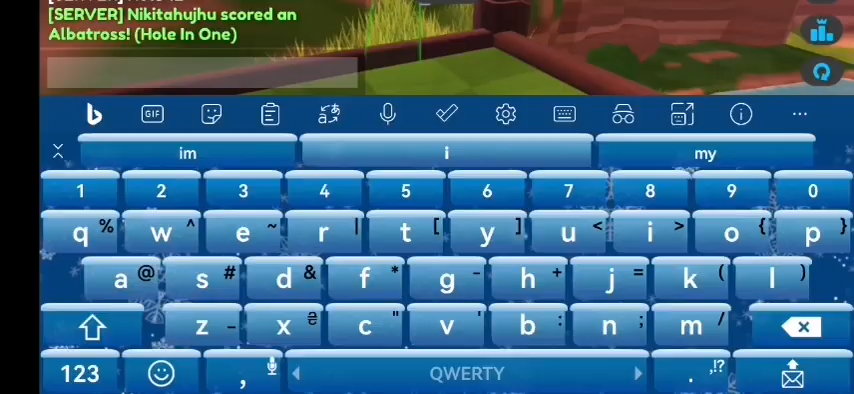 [SERVER] Nikitahujhu scored an
Albatross! (Hole In One)
GIF
im i my
1 2 3 4 5 6 7 8 9 0
q % w ^ e ~ r | t [ y ] u < i > o { p }
a @ s # d & f * g - h + j = k ( l )
z _ x ₴ c " v ' b : n ; m /
123 , QWERTY . ,!?